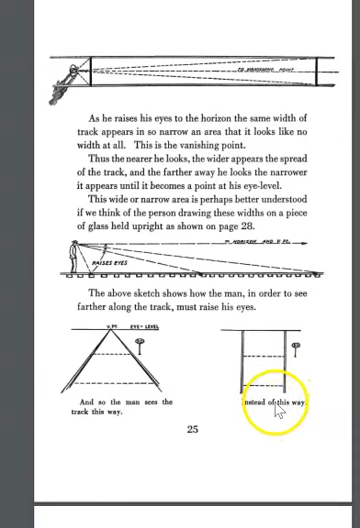 TO VANISHING POINT
As he raises his eyes to the horizon the same width of
track appears in so narrow an area that it looks like no
width at all. This is the vanishing point.
Thus the nearer he looks, the wider appears the spread
of the track, and the farther away he looks the narrower
it appears until it becomes a point at his eye-level.
This wide or narrow area is perhaps better understood
if we think of the person drawing these widths on a piece
of glass held upright as shown on page 28.
TO HORIZON AND V. PT.
RAISES EYES
The above sketch shows how the man, in order to see
farther along the track, must raise his eyes.
V. PT. EYE-LEVEL
And so the man sees the
track this way.
instead of this way.
25